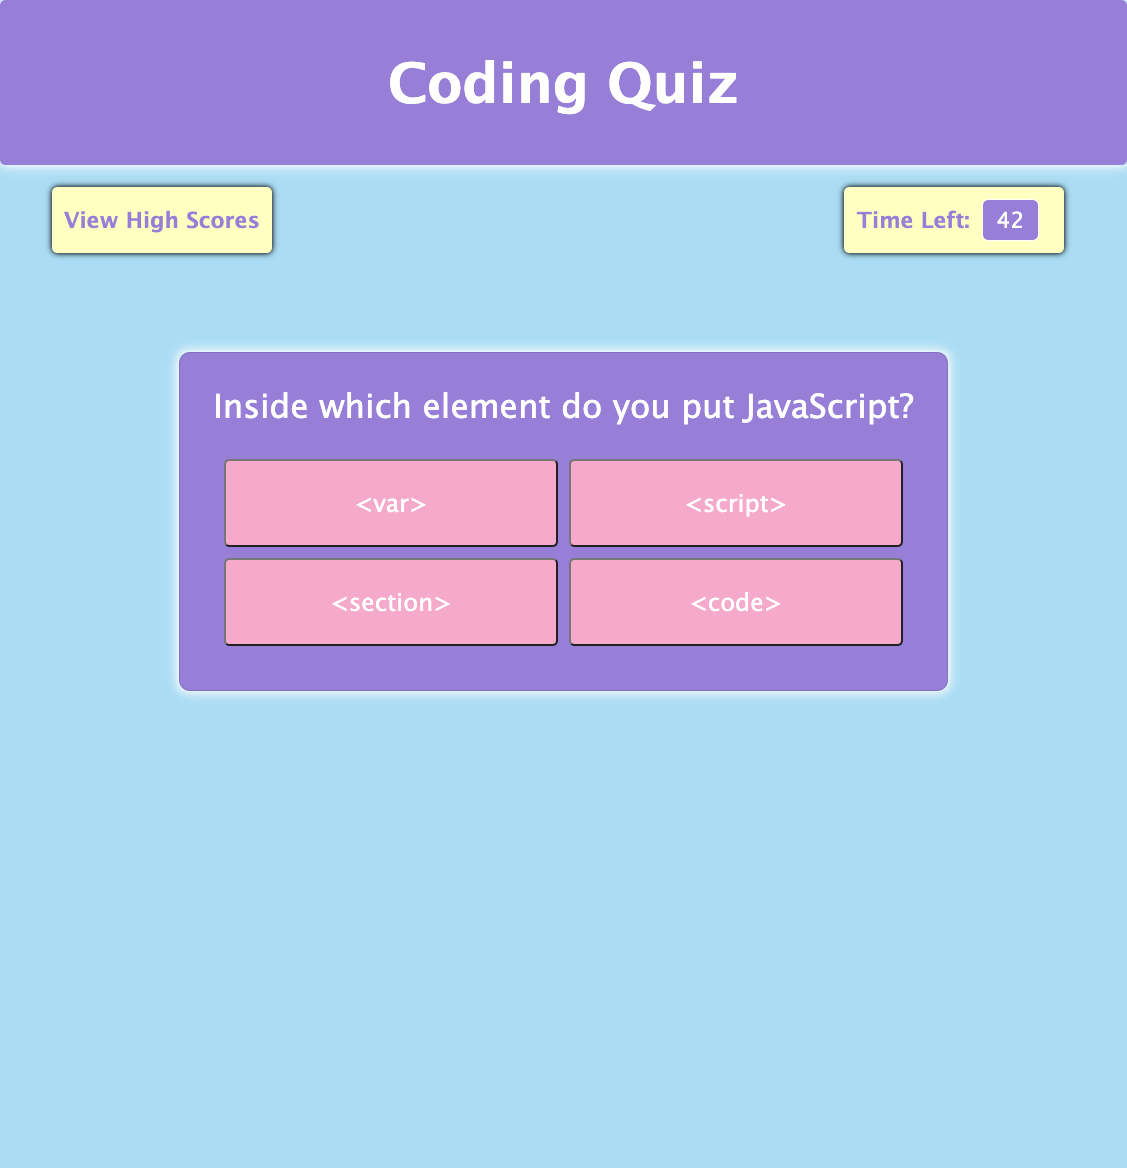 Coding Quiz
View High Scores
Time Left: 42
Inside which element do you put JavaScript?
<var>
<script>
<section>
<code>